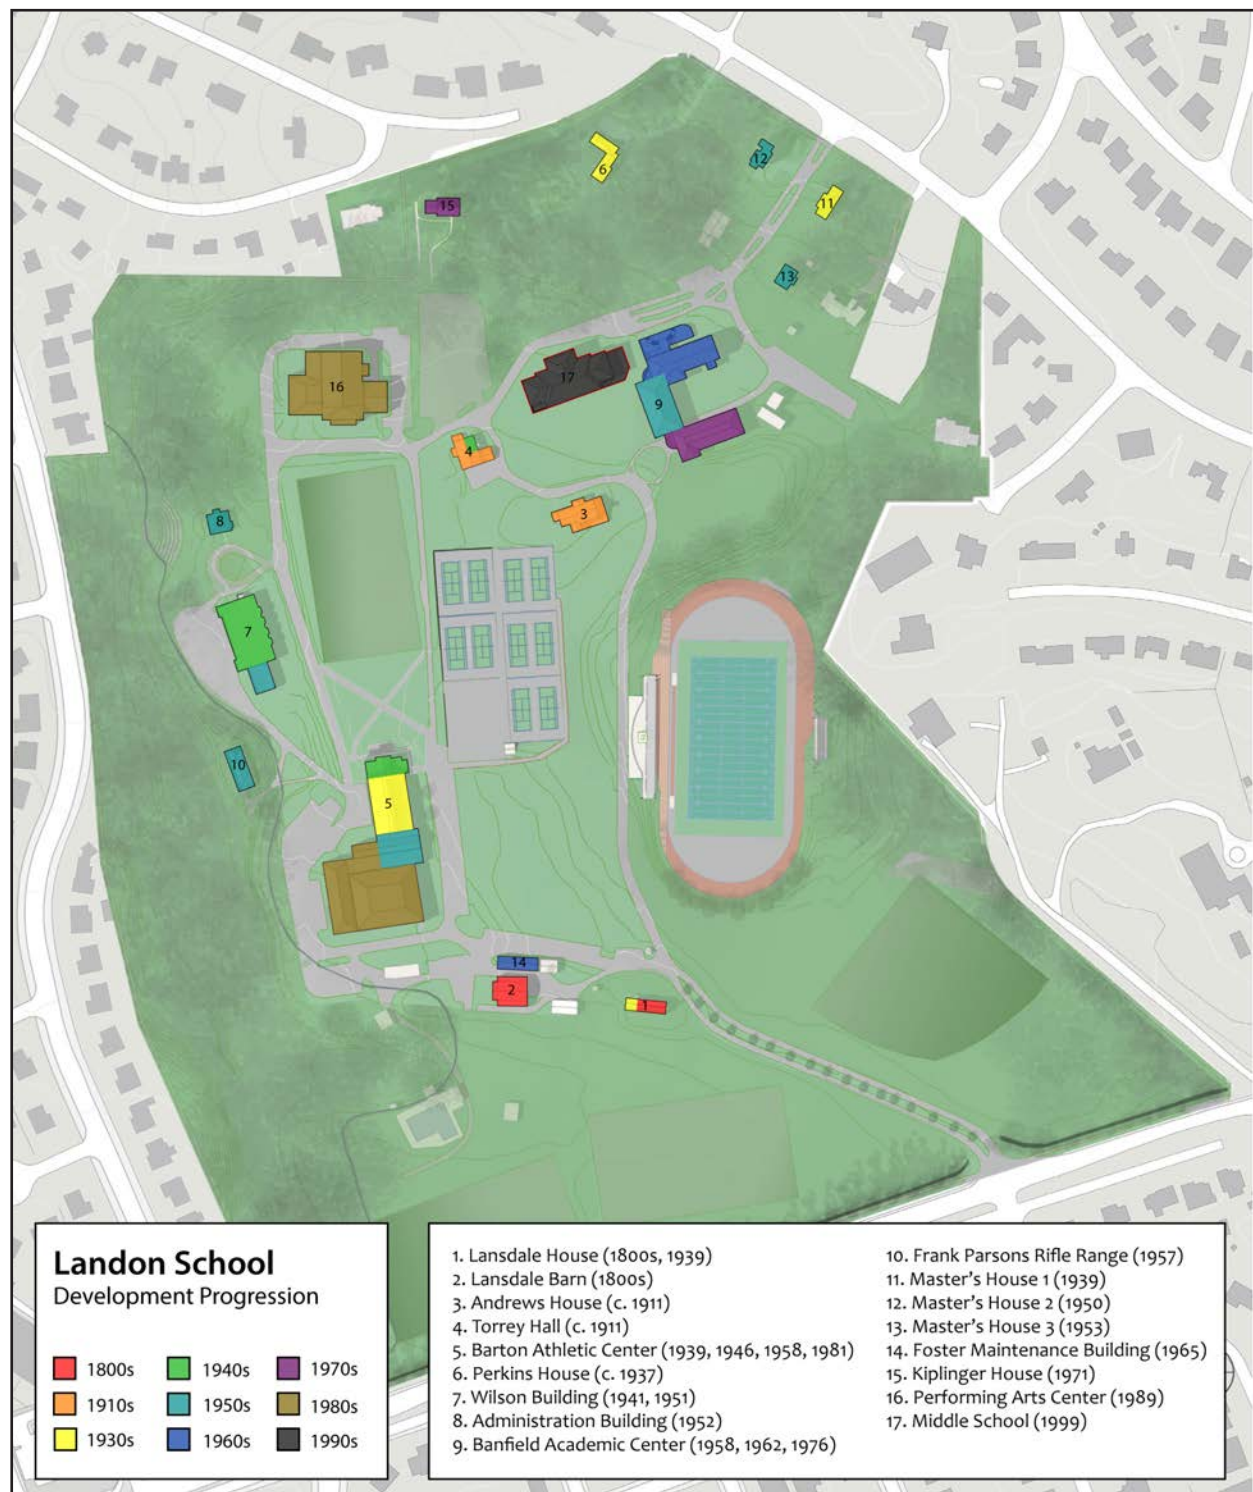 12
6
11
15
13
17
16
9
4
3
8
7
10
5
14
2
1
Landon School
Development Progression
1800s
1910s
1930s
1940s
1950s
1960s
1970s
1980s
1990s
1. Lansdale House (1800s, 1939)
2. Lansdale Barn (1800s)
3. Andrews House (c. 1911)
4. Torrey Hall (c. 1911)
5. Barton Athletic Center (1939, 1946, 1958, 1981)
6. Perkins House (c. 1937)
7. Wilson Building (1941, 1951)
8. Administration Building (1952)
9. Banfield Academic Center (1958, 1962, 1976)
10. Frank Parsons Rifle Range (1957)
11. Master's House 1 (1939)
12. Master's House 2 (1950)
13. Master's House 3 (1953)
14. Foster Maintenance Building (1965)
15. Kiplinger House (1971)
16. Performing Arts Center (1989)
17. Middle School (1999)